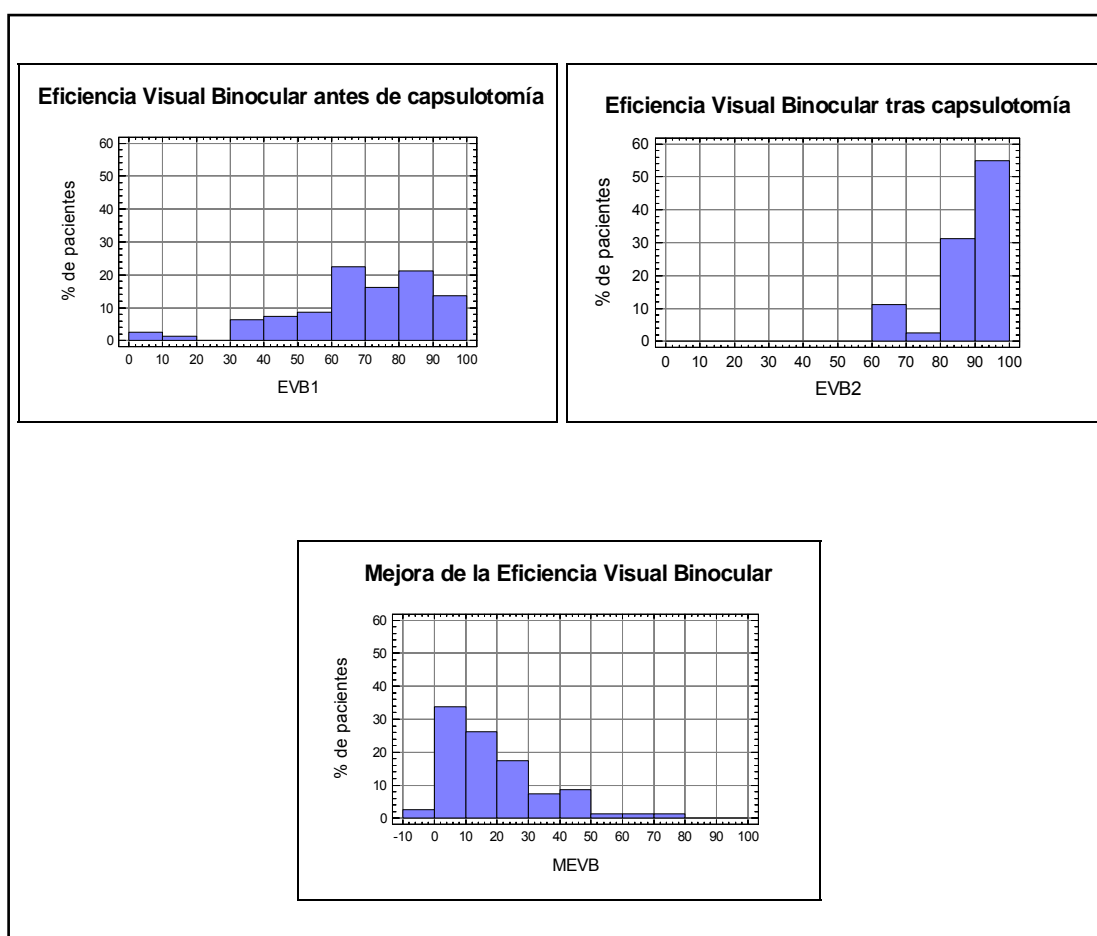 Eficiencia Visual Binocular antes de capsulotomía
% de pacientes
60
50
40
30
20
10
0
0 10 20 30 40 50 60 70 80 90 100
EVB1
Eficiencia Visual Binocular tras capsulotomía
% de pacientes
60
50
40
30
20
10
0
0 10 20 30 40 50 60 70 80 90 100
EVB2
Mejora de la Eficiencia Visual Binocular
% de pacientes
60
50
40
30
20
10
0
-10 0 10 20 30 40 50 60 70 80 90 100
MEVB